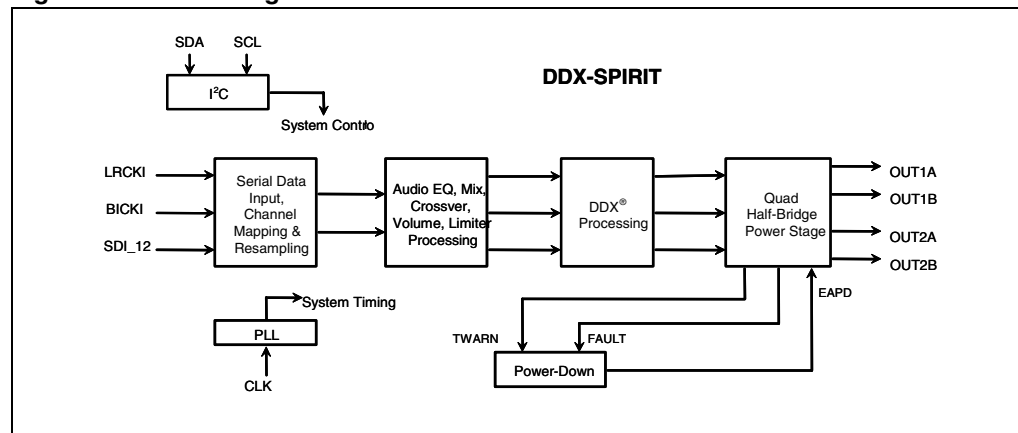 SDA SCL
I²C
System Contro
DDX-SPIRIT
LRCKI
BICKI
SDI_12
Serial Data
Input,
Channel
Mapping &
Resampling
Audio EQ, Mix,
Crossver,
Volume, Limiter
Processing
DDX®
Processing
Quad
Half-Bridge
Power Stage
OUT1A
OUT1B
OUT2A
OUT2B
EAPD
System Timing
PLL
CLK
TWARN FAULT
Power-Down